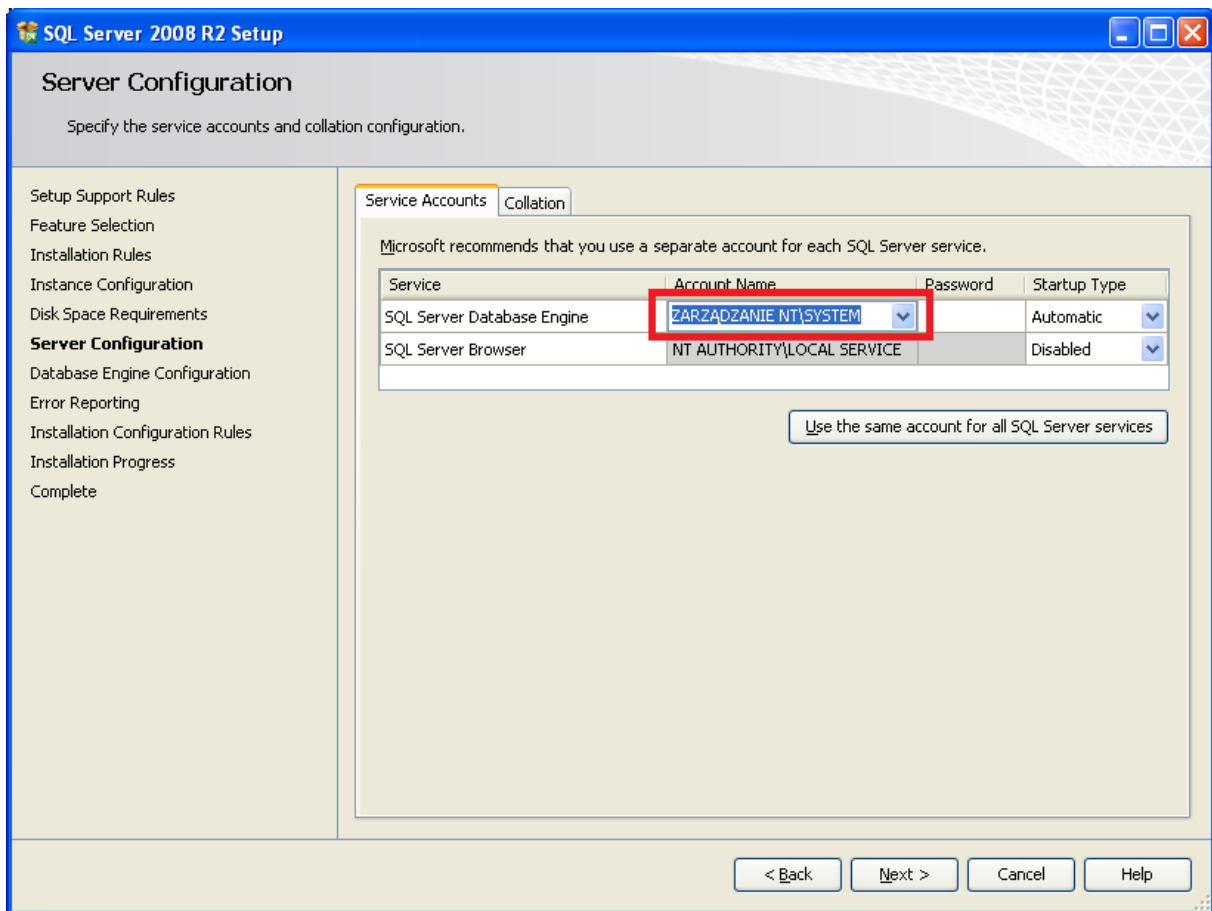 SQL Server 2008 R2 Setup
Server Configuration
Specify the service accounts and collation configuration.
Setup Support Rules
Feature Selection
Installation Rules
Instance Configuration
Disk Space Requirements
Server Configuration
Database Engine Configuration
Error Reporting
Installation Configuration Rules
Installation Progress
Complete
Service Accounts Collation
Microsoft recommends that you use a separate account for each SQL Server service.
Service Account Name Password Startup Type
SQL Server Database Engine ZARZĄDZANIE NT\SYSTEM Automatic
SQL Server Browser NT AUTHORITY\LOCAL SERVICE Disabled
Use the same account for all SQL Server services
< Back Next > Cancel Help